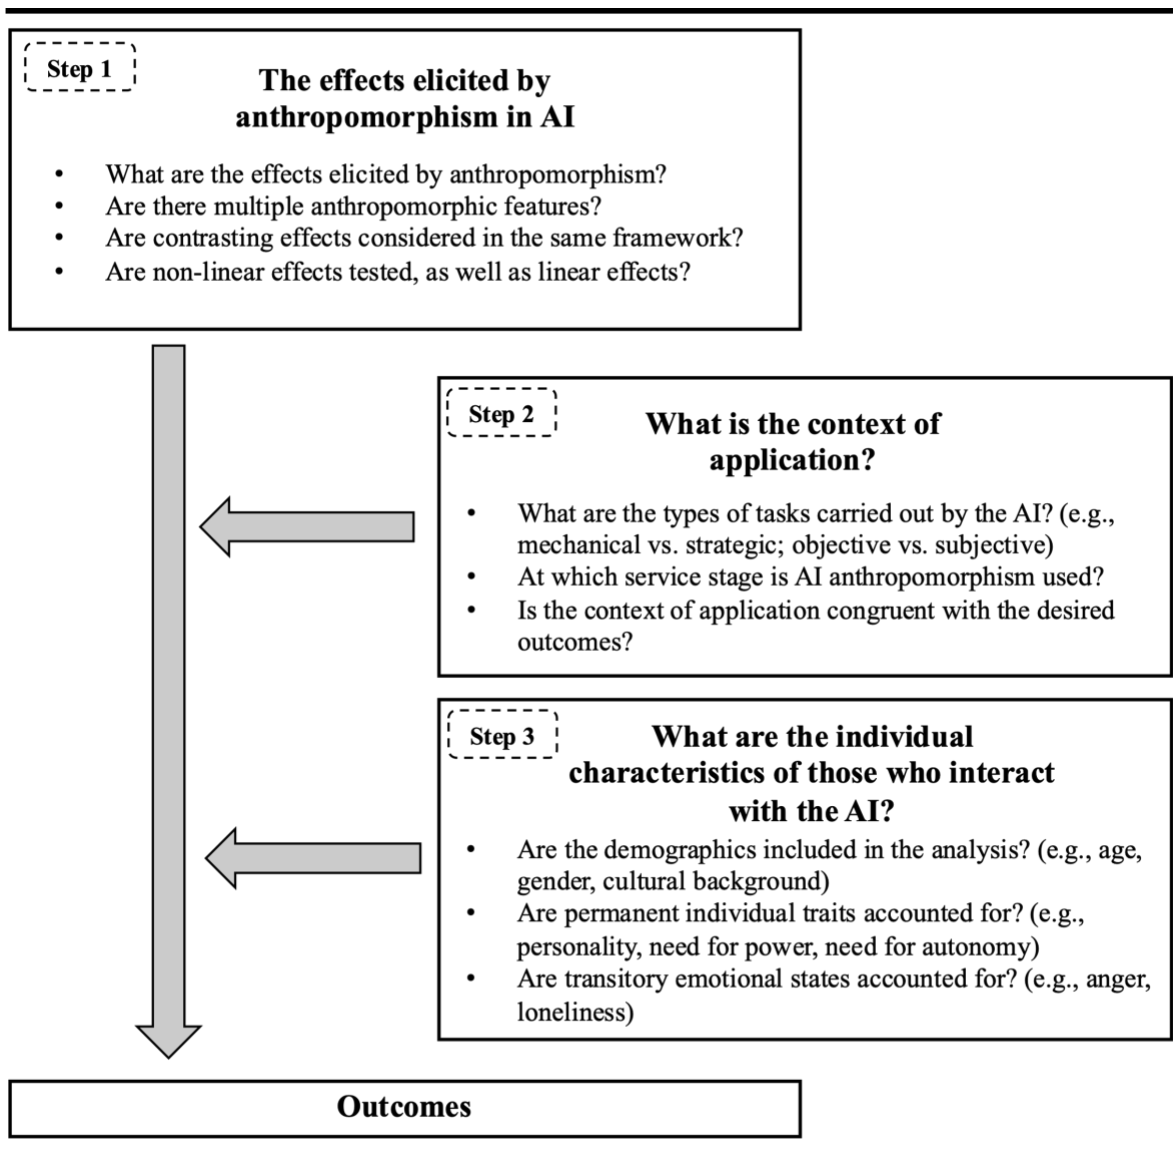 Step 1
The effects elicited by
anthropomorphism in AI
• What are the effects elicited by anthropomorphism?
• Are there multiple anthropomorphic features?
• Are contrasting effects considered in the same framework?
• Are non-linear effects tested, as well as linear effects?
Step 2
What is the context of
application?
• What are the types of tasks carried out by the AI? (e.g.,
mechanical vs. strategic; objective vs. subjective)
• At which service stage is AI anthropomorphism used?
• Is the context of application congruent with the desired
outcomes?
Step 3
What are the individual
characteristics of those who interact
with the AI?
• Are the demographics included in the analysis? (e.g., age,
gender, cultural background)
• Are permanent individual traits accounted for? (e.g.,
personality, need for power, need for autonomy)
• Are transitory emotional states accounted for? (e.g., anger,
loneliness)
Outcomes